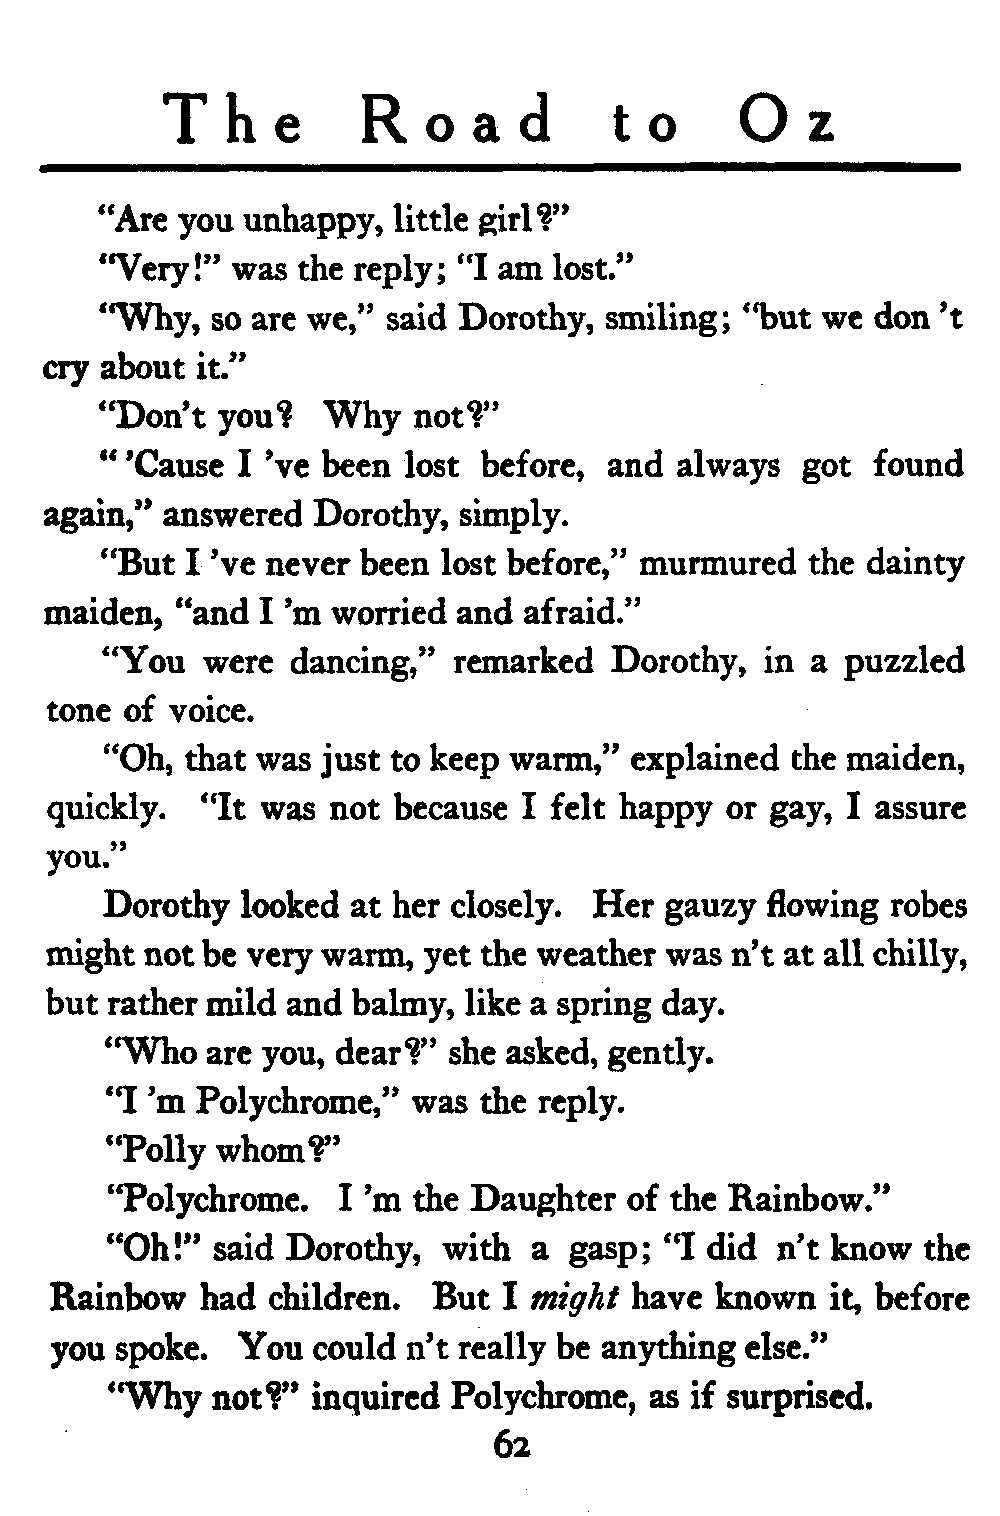 The Road to Oz
“Are you unhappy, little girl?”
“Very!” was the reply; “I am lost.”
“Why, so are we,” said Dorothy, smiling; “but we don ’t
cry about it.”
“Don’t you? Why not?”
“ ’Cause I ’ve been lost before, and always got found
again,” answered Dorothy, simply.
“But I ’ve never been lost before,” murmured the dainty
maiden, “and I ’m worried and afraid.”
“You were dancing,” remarked Dorothy, in a puzzled
tone of voice.
“Oh, that was just to keep warm,” explained the maiden,
quickly. “It was not because I felt happy or gay, I assure
you.”
Dorothy looked at her closely. Her gauzy flowing robes
might not be very warm, yet the weather was n’t at all chilly,
but rather mild and balmy, like a spring day.
“Who are you, dear?” she asked, gently.
“I ’m Polychrome,” was the reply.
“Polly whom?”
“Polychrome. I ’m the Daughter of the Rainbow.”
“Oh!” said Dorothy, with a gasp; “I did n’t know the
Rainbow had children. But I might have known it, before
you spoke. You could n’t really be anything else.”
“Why not?” inquired Polychrome, as if surprised.
62